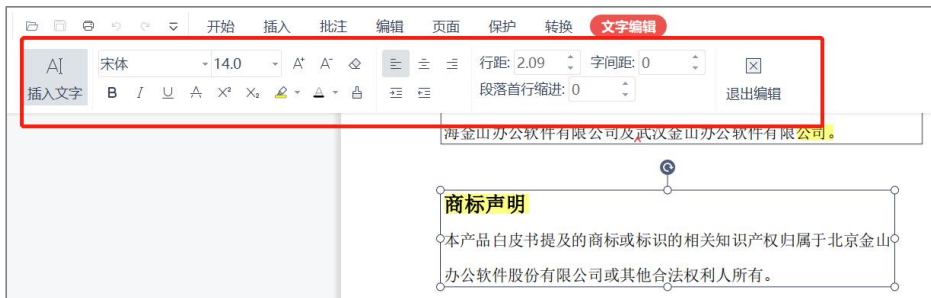 开始 插入 批注 编辑 页面 保护 转换 文字编辑
宋体 14.0 A⁺ A⁻ 行距: 2.09 字间距: 0
插入文字 B I U A X² X₂ A 段落首行缩进: 0 退出编辑
海金山办公软件有限公司及武汉金山办公软件有限公司。
商标声明
本产品白皮书提及的商标或标识的相关知识产权归属于北京金山
办公软件股份有限公司或其他合法权利人所有。